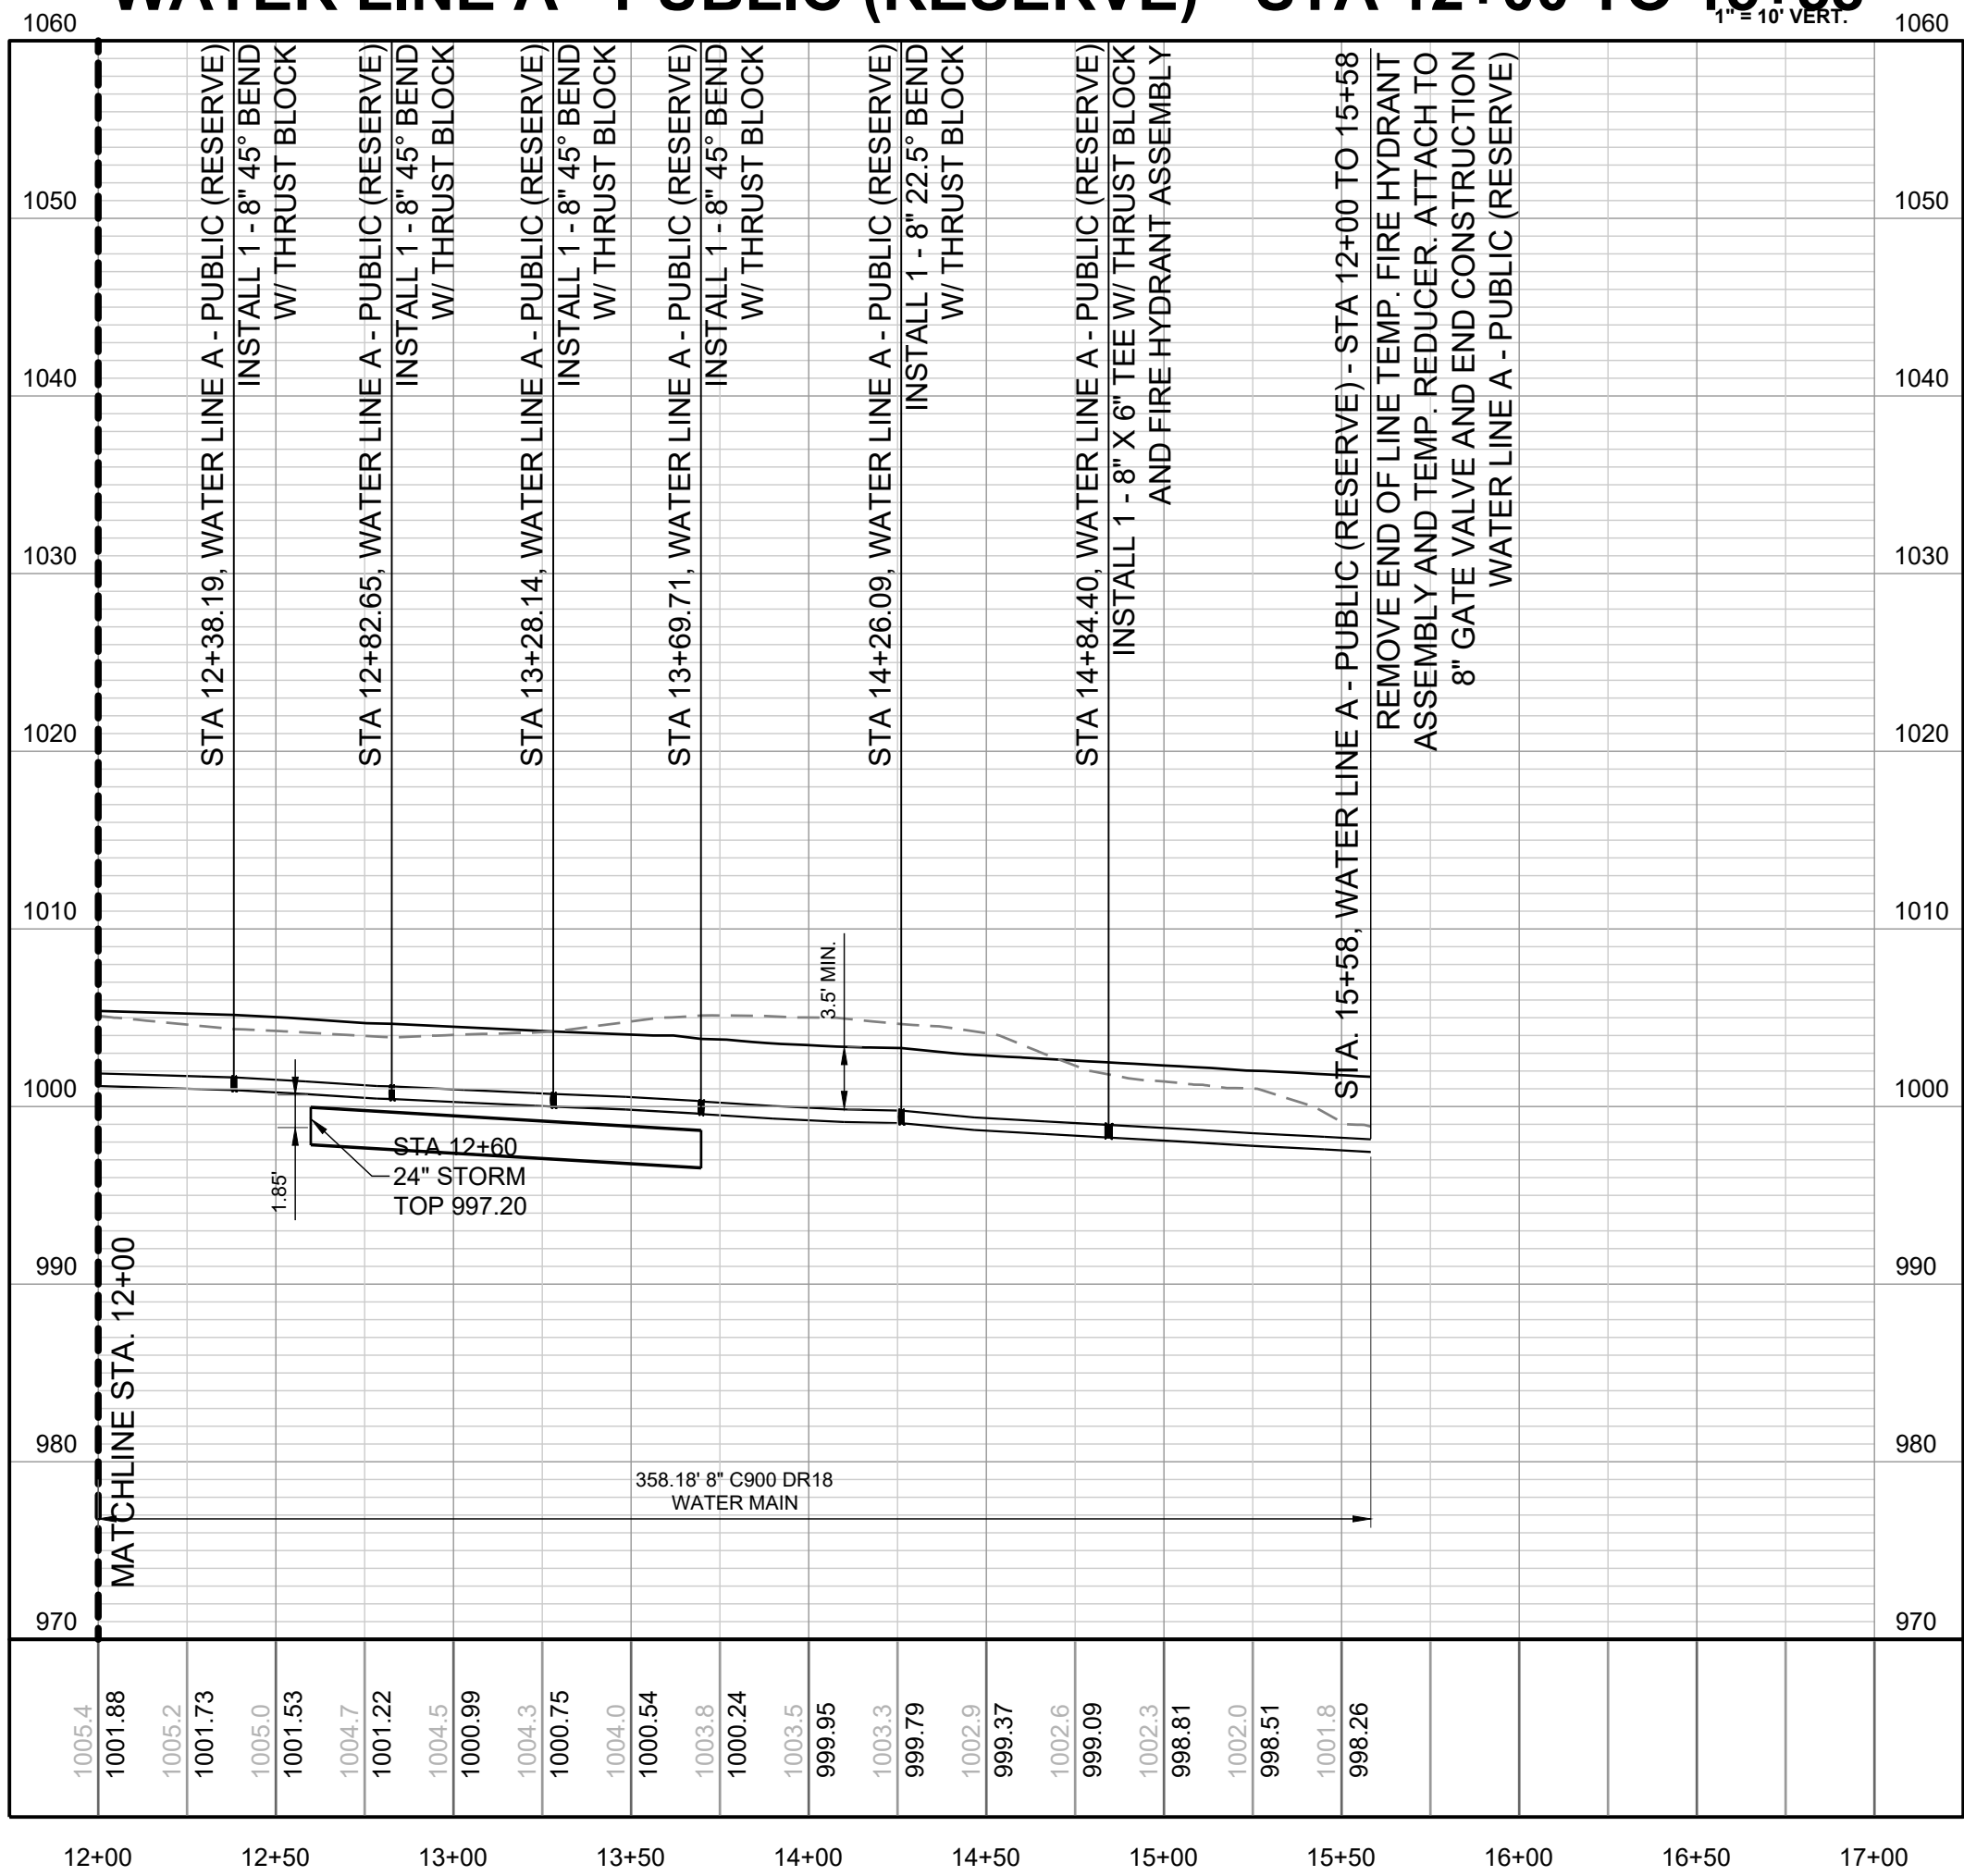 WATER LINE A - PUBLIC (RESERVE) - STA 12+00 TO 15+58
1" = 10' VERT.
1060
1050
1040
1030
1020
1010
1000
990
980
970
1060
1050
1040
1030
1020
1010
1000
990
980
970
STA 12+38.19, WATER LINE A - PUBLIC (RESERVE)
INSTALL 1 - 8" 45° BEND
W/ THRUST BLOCK
STA 12+82.65, WATER LINE A - PUBLIC (RESERVE)
INSTALL 1 - 8" 45° BEND
W/ THRUST BLOCK
STA 13+28.14, WATER LINE A - PUBLIC (RESERVE)
INSTALL 1 - 8" 45° BEND
W/ THRUST BLOCK
STA 13+69.71, WATER LINE A - PUBLIC (RESERVE)
INSTALL 1 - 8" 45° BEND
W/ THRUST BLOCK
STA 14+26.09, WATER LINE A - PUBLIC (RESERVE)
INSTALL 1 - 8" 22.5° BEND
W/ THRUST BLOCK
STA 14+84.40, WATER LINE A - PUBLIC (RESERVE)
INSTALL 1 - 8" X 6" TEE W/ THRUST BLOCK
AND FIRE HYDRANT ASSEMBLY
STA. 15+58, WATER LINE A - PUBLIC (RESERVE) - STA 12+00 TO 15+58
REMOVE END OF LINE TEMP. FIRE HYDRANT
ASSEMBLY AND TEMP. REDUCER. ATTACH TO
8" GATE VALVE AND END CONSTRUCTION
WATER LINE A - PUBLIC (RESERVE)
3.5' MIN.
1.85'
STA 12+60
24" STORM
TOP 997.20
MATCHLINE STA. 12+00
358.18' 8" C900 DR18
WATER MAIN
1005.4
1001.88
1005.2
1001.73
1005.0
1001.53
1004.7
1001.22
1004.5
1000.99
1004.3
1000.75
1004.0
1000.54
1003.8
1000.24
1003.5
999.95
1003.3
999.79
1002.9
999.37
1002.6
999.09
1002.3
998.81
1002.0
998.51
1001.8
998.26
12+00
12+50
13+00
13+50
14+00
14+50
15+00
15+50
16+00
16+50
17+00